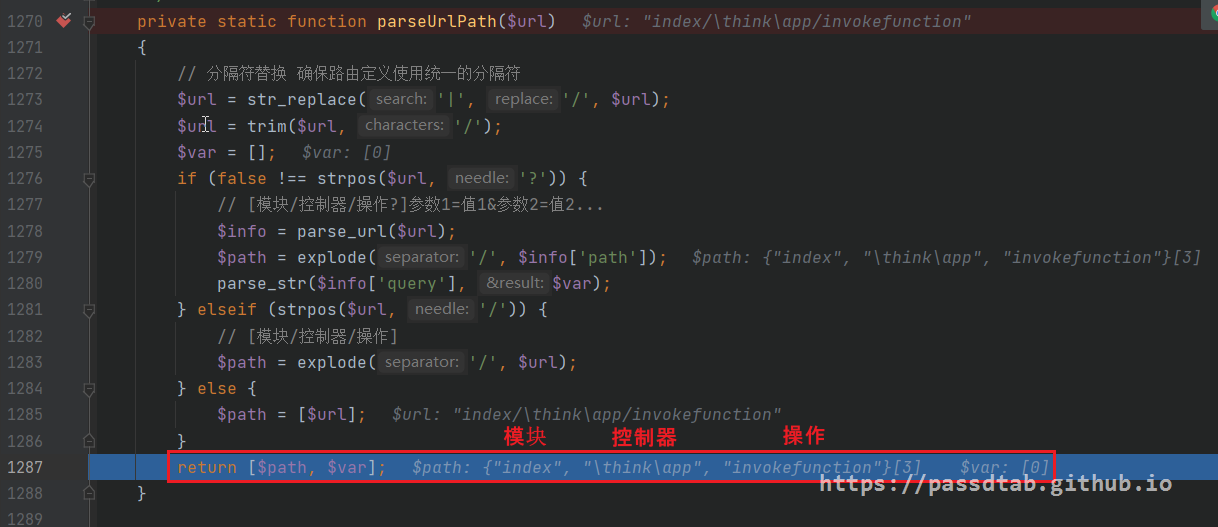 1270 private static function parseUrlPath($url) $url: "index/\think\app/invokefunction"
1271 {
1272 // 分隔符替换 确保路由定义使用统一的分隔符
1273 $url = str_replace( search: '|', replace: '/', $url);
1274 $url = trim($url, characters: '/');
1275 $var = []; $var: [0]
1276 if (false !== strpos($url, needle: '?')) {
1277 // [模块/控制器/操作?]参数1=值1&参数2=值2...
1278 $info = parse_url($url);
1279 $path = explode( separator: '/', $info['path']); $path: {"index", "\think\app", "invokefunction"}[3]
1280 parse_str($info['query'], &result: $var);
1281 } elseif (strpos($url, needle: '/')) {
1282 // [模块/控制器/操作]
1283 $path = explode( separator: '/', $url);
1284 } else {
1285 $path = [$url]; $url: "index/\think\app/invokefunction"
1286 }
模块 控制器 操作
1287 return [$path, $var]; $path: {"index", "\think\app", "invokefunction"}[3] $var: [0]
https://passdtab.github.io
1288 }
1289